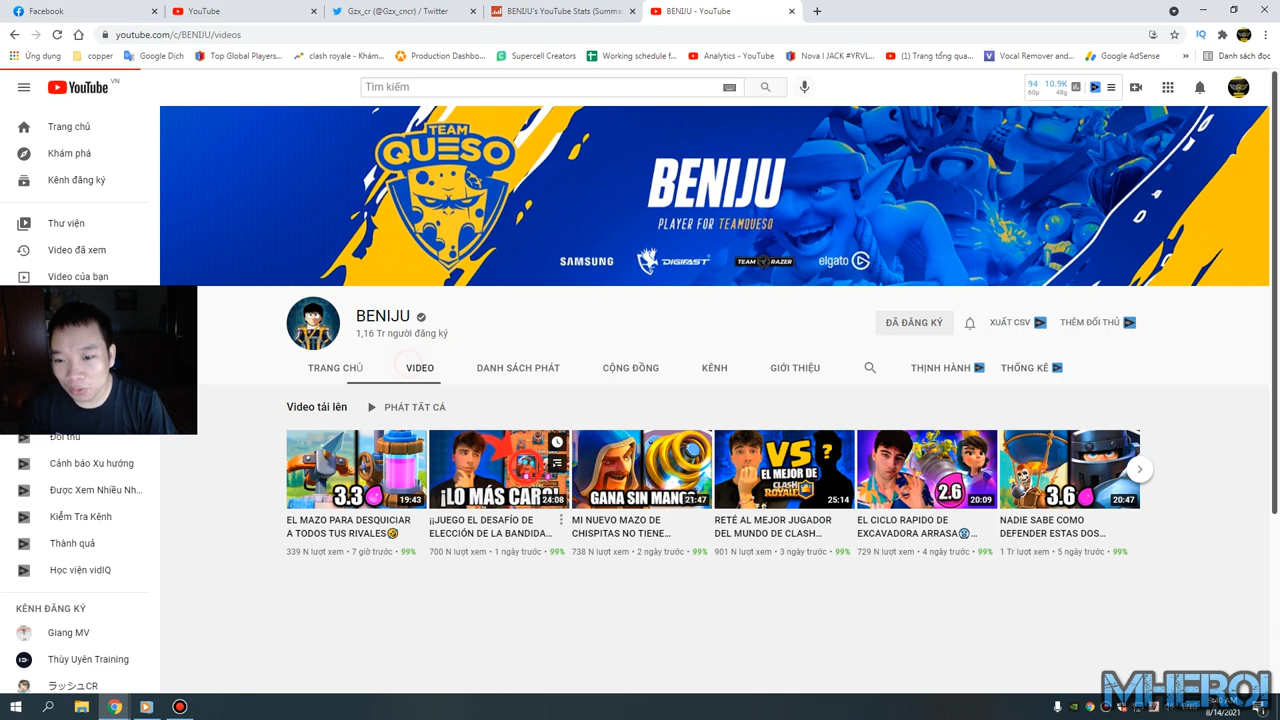 Facebook
YouTube
Gzx_cr (@Gzx_cncr) / Twitter
BENIJU's YouTube Stats (Summa
BENIJU - YouTube
youtube.com/c/BENIJU/videos
Ứng dụng
copper
Google Dịch
Top Global Players...
clash royale - Khám...
Production Dashbo...
Supercell Creators
Working schedule f...
Analytics - YouTube
Nova I JACK #YRVL...
(1) Trang tổng qua...
Vocal Remover and...
Google AdSense
Danh sách đọc
YouTube VN
Tìm kiếm
94 10.9K
60p 48g
Trang chủ
Khám phá
Kênh đăng ký
Thư viện
Video đã xem
Video của bạn
TEAM
QUESO
BENIJU
PLAYER FOR TEAMQUESO
SAMSUNG
DIGIFAST
TEAM RAZER
elgato
BENIJU
1,16 Tr người đăng ký
ĐÃ ĐĂNG KÝ
XUẤT CSV
THÊM ĐỐI THỦ
TRANG CHỦ
VIDEO
DANH SÁCH PHÁT
CỘNG ĐỒNG
KÊNH
GIỚI THIỆU
THỊNH HÀNH
THỐNG KÊ
Video tải lên
PHÁT TẤT CẢ
3.3
19:43
EL MAZO PARA DESQUICIAR
A TODOS TUS RIVALES
339 N lượt xem • 7 giờ trước • 99%
¡LO MÁS CARO!
24:08
¡¡JUEGO EL DESAFÍO DE
ELECCIÓN DE LA BANDIDA...
700 N lượt xem • 1 ngày trước • 99%
GANA SIN MANOS
21:47
MI NUEVO MAZO DE
CHISPITAS NO TIENE...
738 N lượt xem • 2 ngày trước • 99%
VS
?
EL MEJOR DE
CLASH
ROYALE
25:14
RETÉ AL MEJOR JUGADOR
DEL MUNDO DE CLASH...
901 N lượt xem • 3 ngày trước • 99%
2.6
20:09
EL CICLO RAPIDO DE
EXCAVADORA ARRASA...
729 N lượt xem • 4 ngày trước • 99%
3.6
20:47
NADIE SABE COMO
DEFENDER ESTAS DOS...
1 Tr lượt xem • 5 ngày trước • 99%
Đối thủ
Cảnh báo Xu hướng
Được Xem Nhiều Nh...
Kiểm Tra Kênh
Thành quả
Học viện vidIQ
KÊNH ĐĂNG KÝ
Giang MV
Thùy Uyên Training
ラッシュCR
MHEROI
8/14/2021